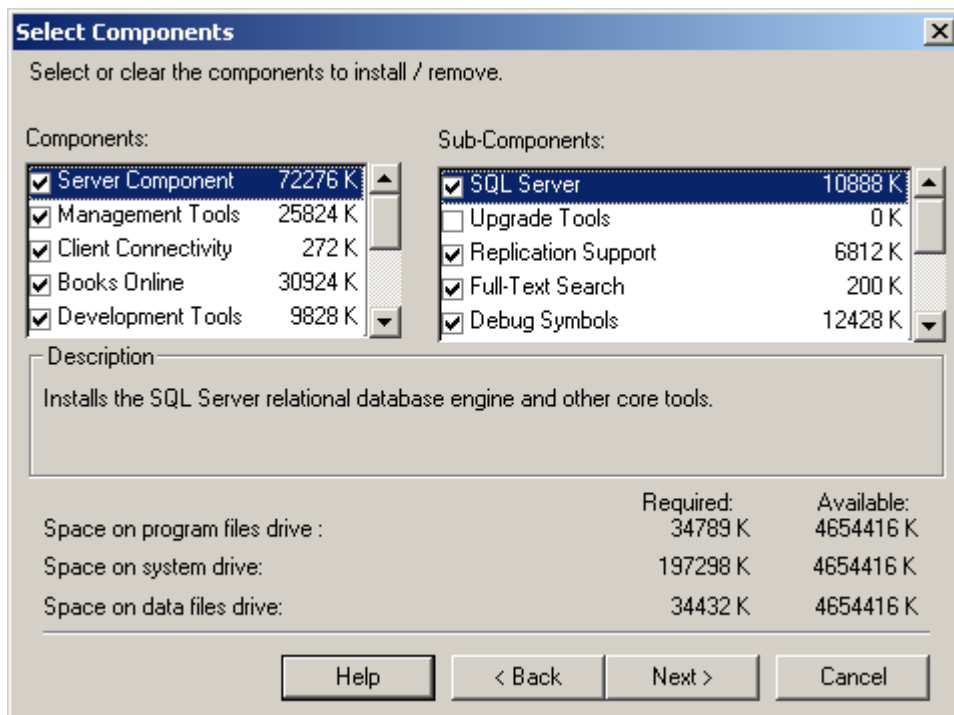 Select Components
Select or clear the components to install / remove.
Components:
Server Component 72276 K
Management Tools 25824 K
Client Connectivity 272 K
Books Online 30924 K
Development Tools 9828 K
Sub-Components:
SQL Server 10888 K
Upgrade Tools 0 K
Replication Support 6812 K
Full-Text Search 200 K
Debug Symbols 12428 K
Description
Installs the SQL Server relational database engine and other core tools.
Required: Available:
Space on program files drive : 34789 K 4654416 K
Space on system drive: 197298 K 4654416 K
Space on data files drive: 34432 K 4654416 K
Help < Back Next > Cancel